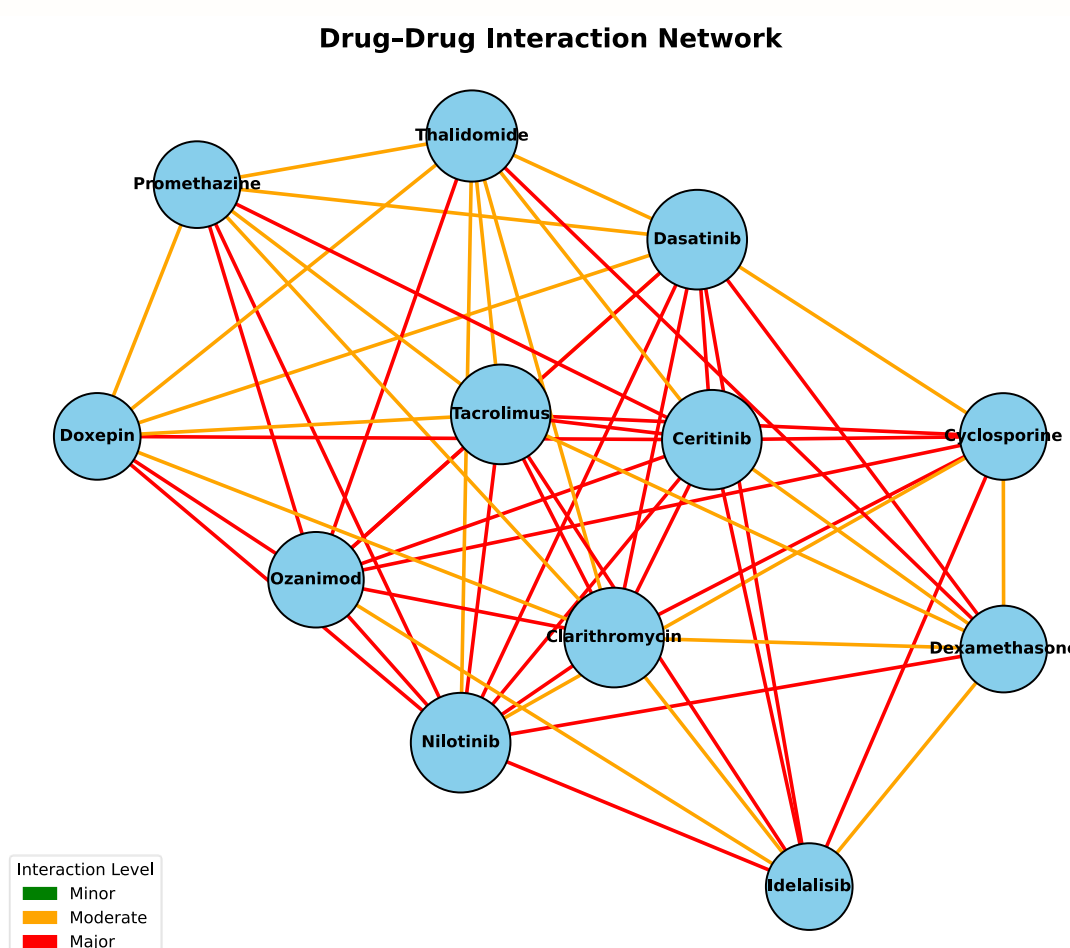 Drug–Drug Interaction Network
Thalidomide
Promethazine
Dasatinib
Tacrolimus
Doxepin
Ceritinib
Cyclosporine
Ozanimod
Clarithromycin
Dexamethasone
Nilotinib
Idelalisib
Interaction Level
Minor
Moderate
Major